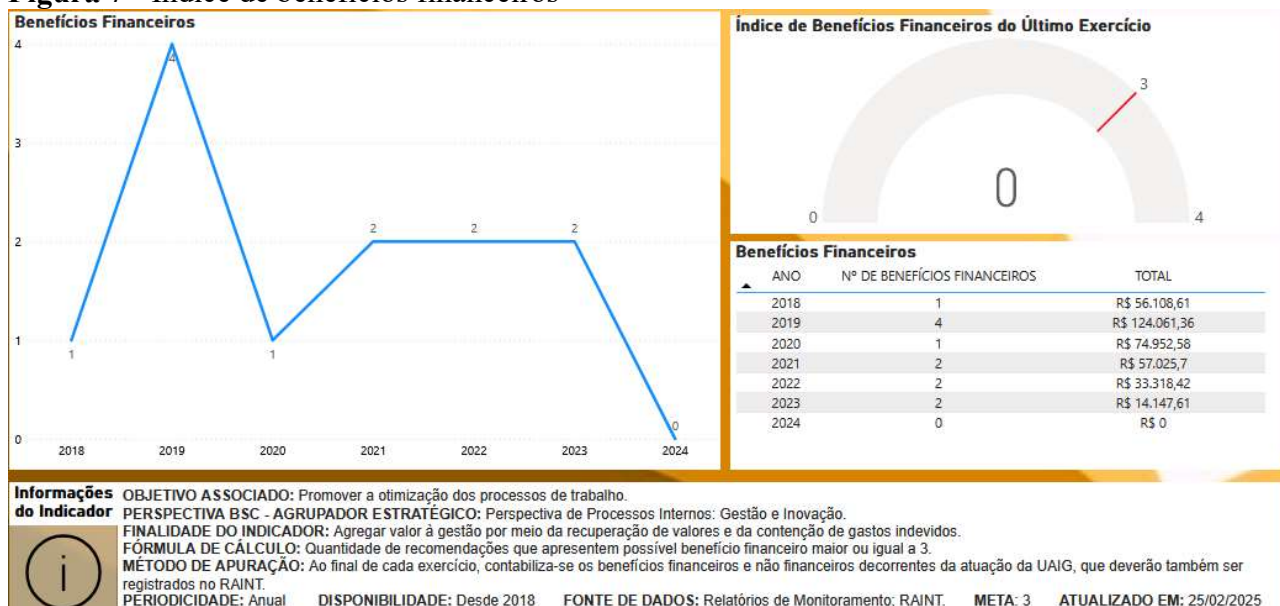 Benefícios Financeiros
4
4
3
2
2
2
2
1
1
1
0
0
2018 2019 2020 2021 2022 2023 2024
Índice de Benefícios Financeiros do Último Exercício
3
0
0
4
Benefícios Financeiros
ANO Nº DE BENEFÍCIOS FINANCEIROS TOTAL
2018 1 R$ 56.108,61
2019 4 R$ 124.061,36
2020 1 R$ 74.952,58
2021 2 R$ 57.025,7
2022 2 R$ 33.318,42
2023 2 R$ 14.147,61
2024 0 R$ 0
Informações do Indicador
OBJETIVO ASSOCIADO: Promover a otimização dos processos de trabalho.
PERSPECTIVA BSC - AGRUPADOR ESTRATÉGICO: Perspectiva de Processos Internos: Gestão e Inovação.
FINALIDADE DO INDICADOR: Agregar valor à gestão por meio da recuperação de valores e da contenção de gastos indevidos.
FÓRMULA DE CÁLCULO: Quantidade de recomendações que apresentem possível benefício financeiro maior ou igual a 3.
MÉTODO DE APURAÇÃO: Ao final de cada exercício, contabiliza-se os benefícios financeiros e não financeiros decorrentes da atuação da UAIG, que deverão também ser
registrados no RAINT.
PERIODICIDADE: Anual DISPONIBILIDADE: Desde 2018 FONTE DE DADOS: Relatórios de Monitoramento; RAINT. META: 3 ATUALIZADO EM: 25/02/2025